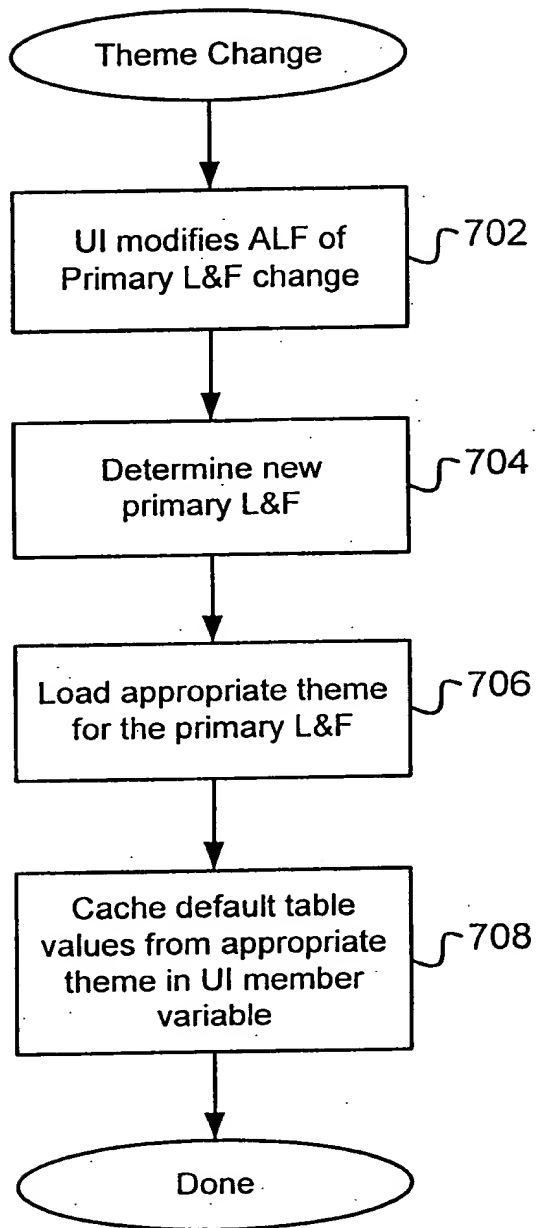 Theme Change
UI modifies ALF of
Primary L&F change
702
Determine new
primary L&F
704
Load appropriate theme
for the primary L&F
706
Cache default table
values from appropriate
theme in UI member
variable
708
Done